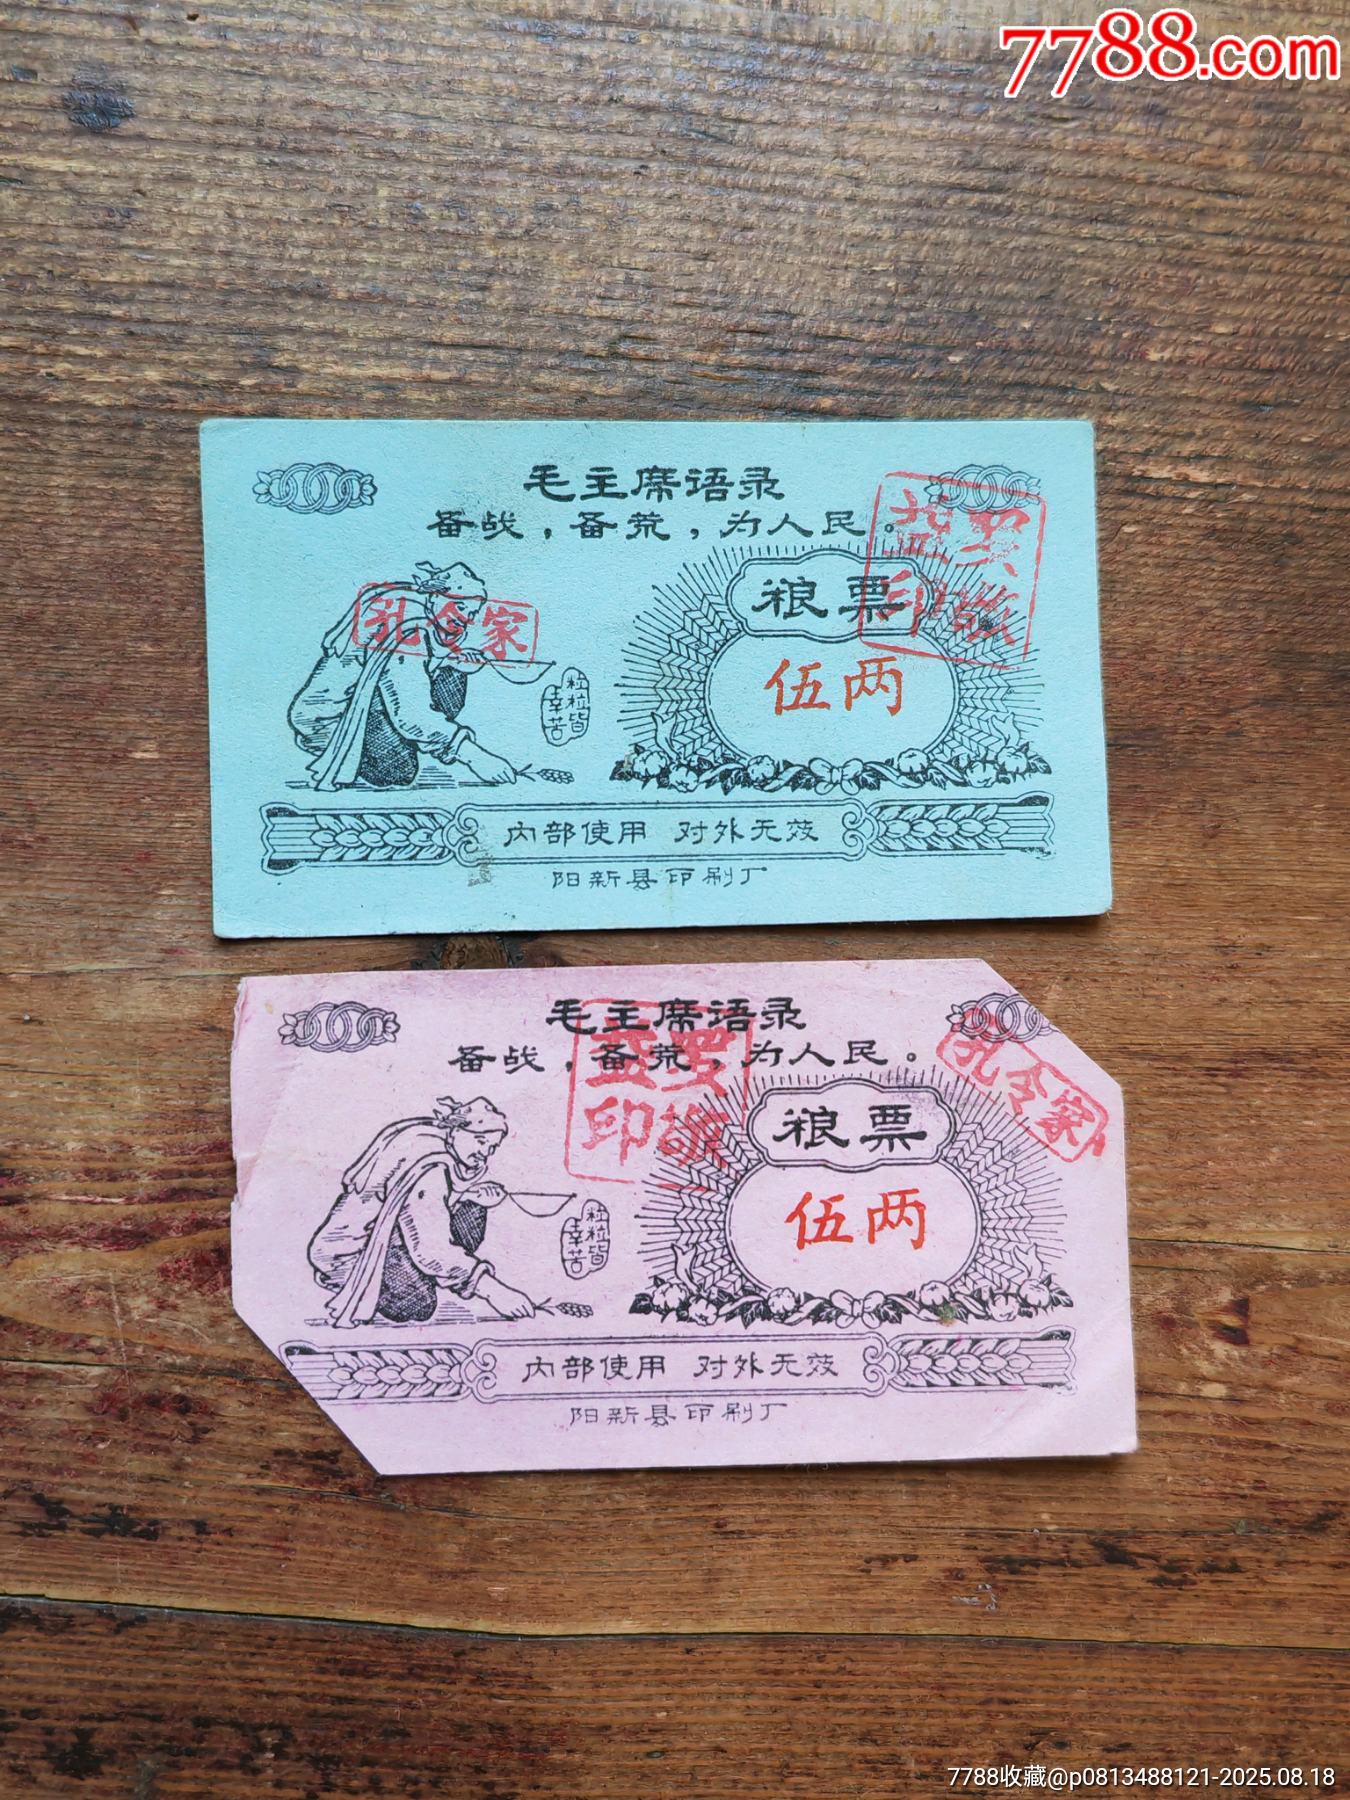 7788.com
毛主席语录
备战，备荒，为人民。
粮票
伍两
粒粒皆
辛苦
孔令家
内部使用 对外无效
阳新县印刷厂
毛主席语录
备战，备荒，为人民。
孔令家
粮票
伍两
粒粒皆
辛苦
内部使用 对外无效
阳新县印刷厂
7788收藏@p0813488121-2025.08.18